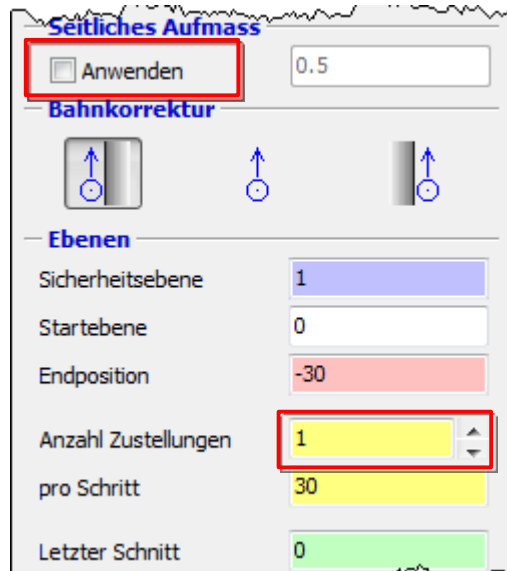 Seitliches Aufmass
Anwenden 0.5
Bahnkorrektur
Ebenen
Sicherheitsebene 1
Startebene 0
Endposition -30
Anzahl Zustellungen 1
pro Schritt 30
Letzter Schnitt 0